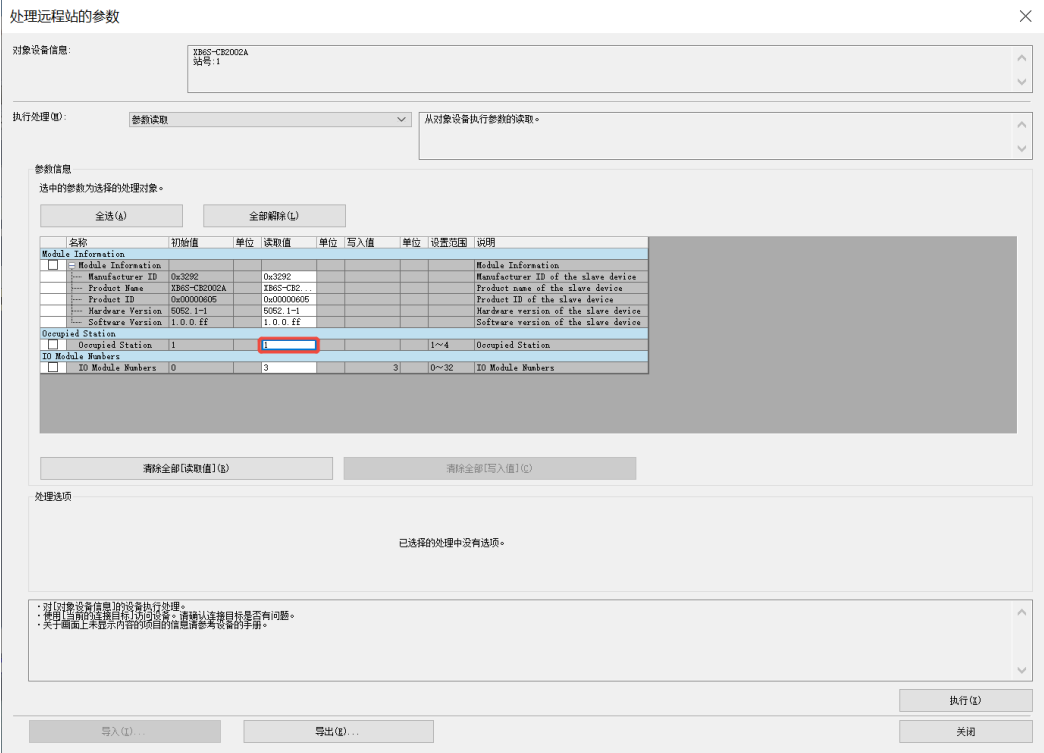 处理远程站的参数
对象设备信息:
XB6S-CB2002A
站号:1
执行处理(M):
参数读取
从对象设备执行参数的读取。
参数信息
选中的参数为选择的处理对象。
全选(A)
全部解除(L)
名称 初始值 单位 读取值 单位 写入值 单位 设置范围 说明
Module Information
Module Information Module Information
Manufacturer ID 0x3292 0x3292 Manufacturer ID of the slave device
Product Name XB6S-CB2002A XB6S-CB2... Product name of the slave device
Product ID 0x00000605 0x00000605 Product ID of the slave device
Hardware Version 5052.1-1 5052.1-1 Hardware version of the slave device
Software Version 1.0.0.ff 1.0.0.ff Software version of the slave device
Occupied Station
Occupied Station 1 1 1~4 Occupied Station
IO Module Numbers
IO Module Numbers 0 3 3 0~32 IO Module Numbers
清除全部[读取值](R)
清除全部[写入值](C)
处理选项
已选择的处理中没有选项。
·对[对象设备信息]的设备执行处理。
·使用[当前的连接目标]访问设备。请确认连接目标是否有问题。
·关于画面上未显示内容的项目的信息请参考设备的手册。
执行(X)
导入(I)...
导出(E)...
关闭